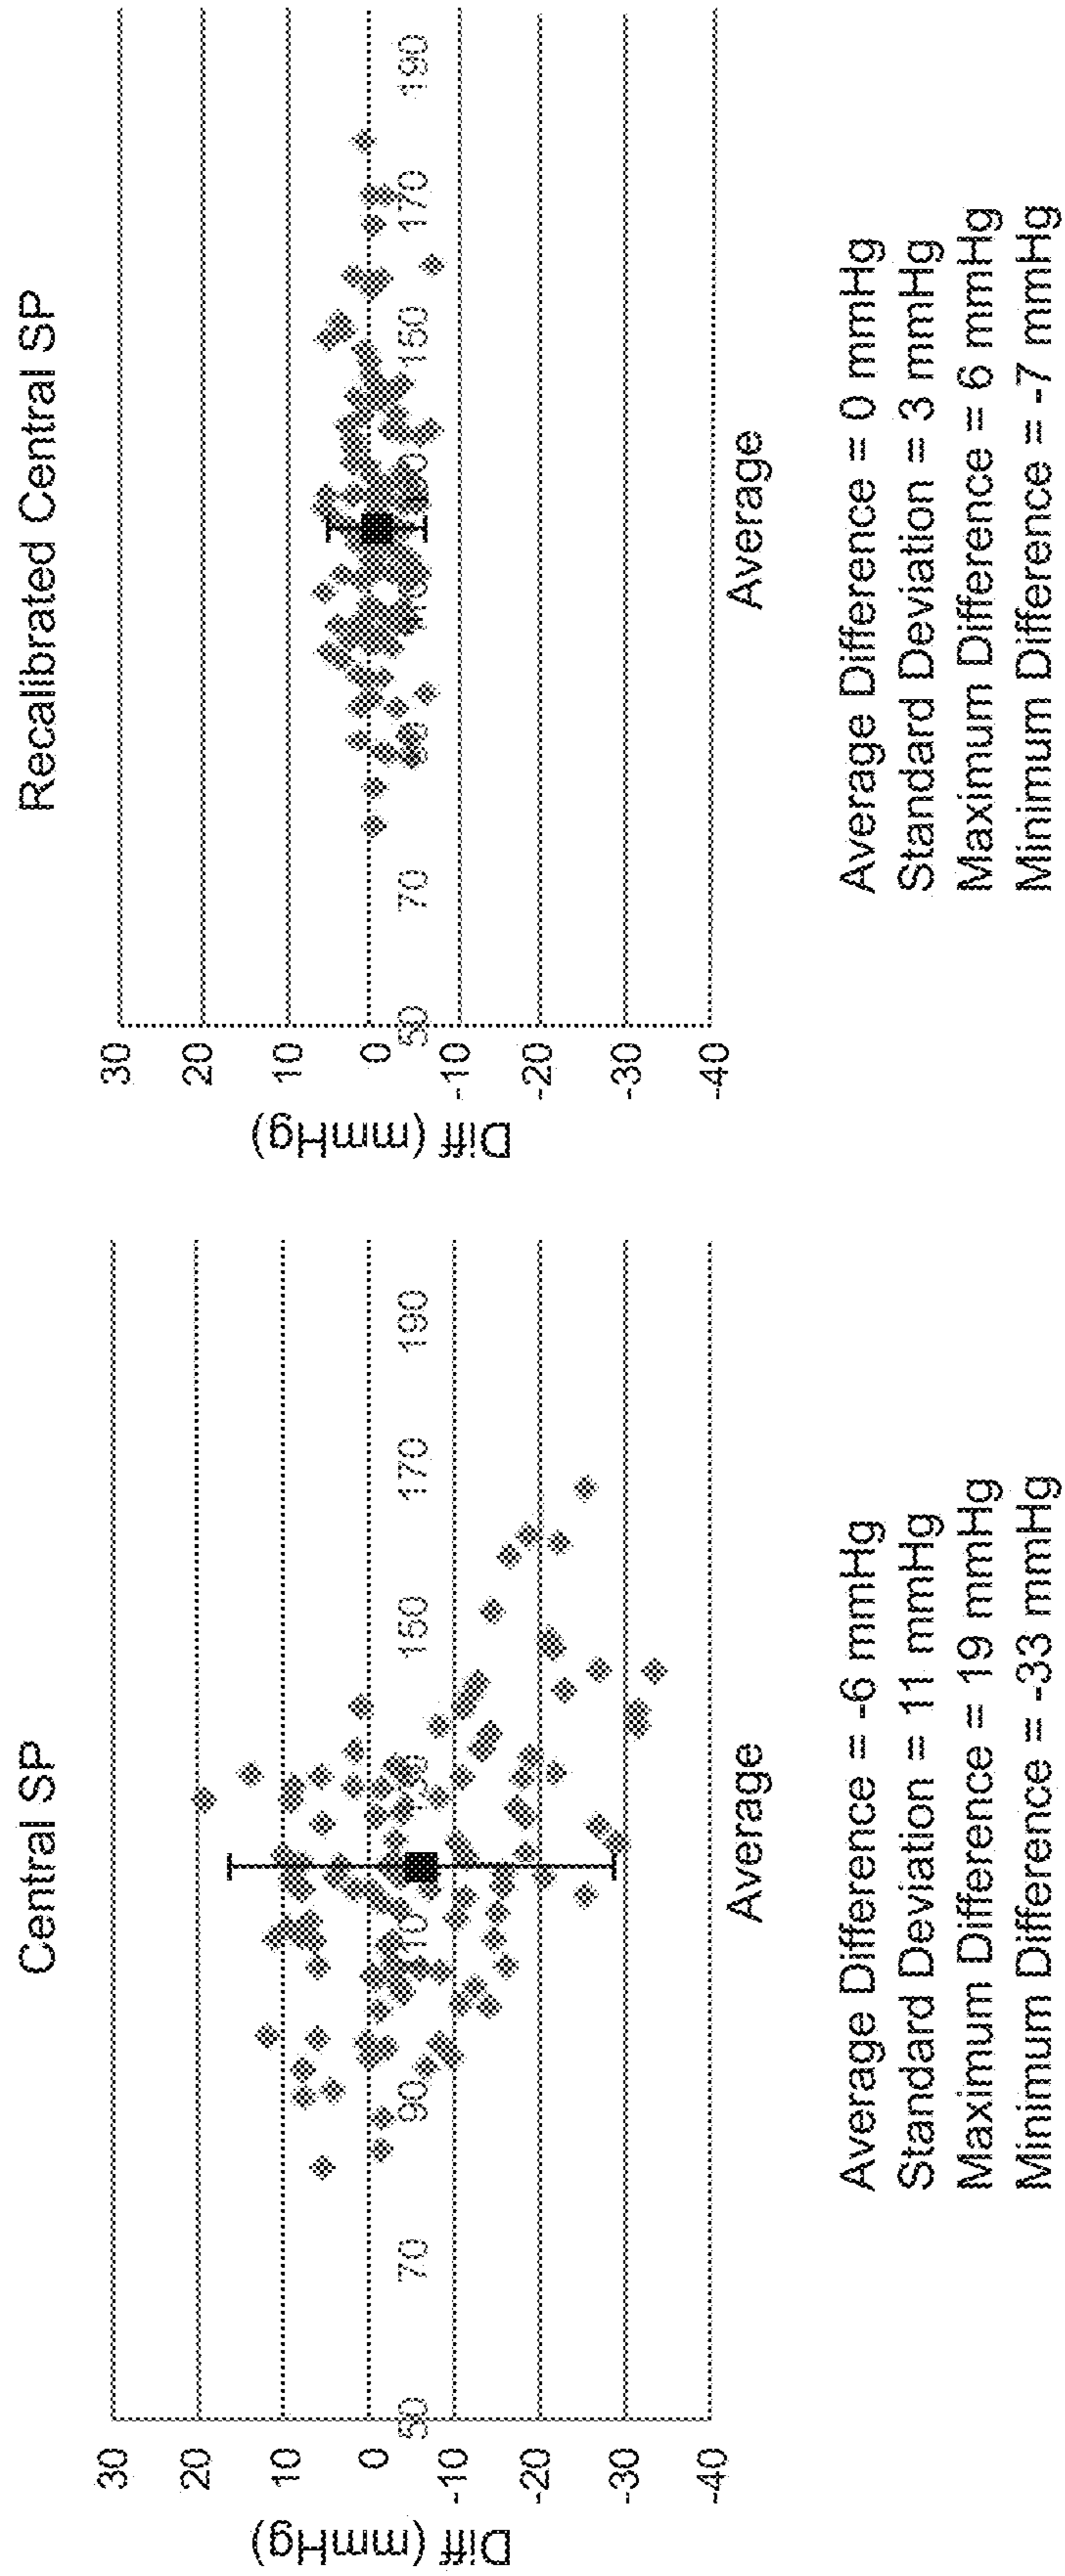 Central SP
30
20
10
0
-10
-20
-30
-40
Diff (mmHg)
50
70
90
110
130
150
170
190
Average
Average Difference = -6 mmHg
Standard Deviation = 11 mmHg
Maximum Difference = 19 mmHg
Minimum Difference = -33 mmHg
Recalibrated Central SP
30
20
10
0
-10
-20
-30
-40
Diff (mmHg)
50
70
150
170
190
Average
Average Difference = 0 mmHg
Standard Deviation = 3 mmHg
Maximum Difference = 6 mmHg
Minimum Difference = -7 mmHg